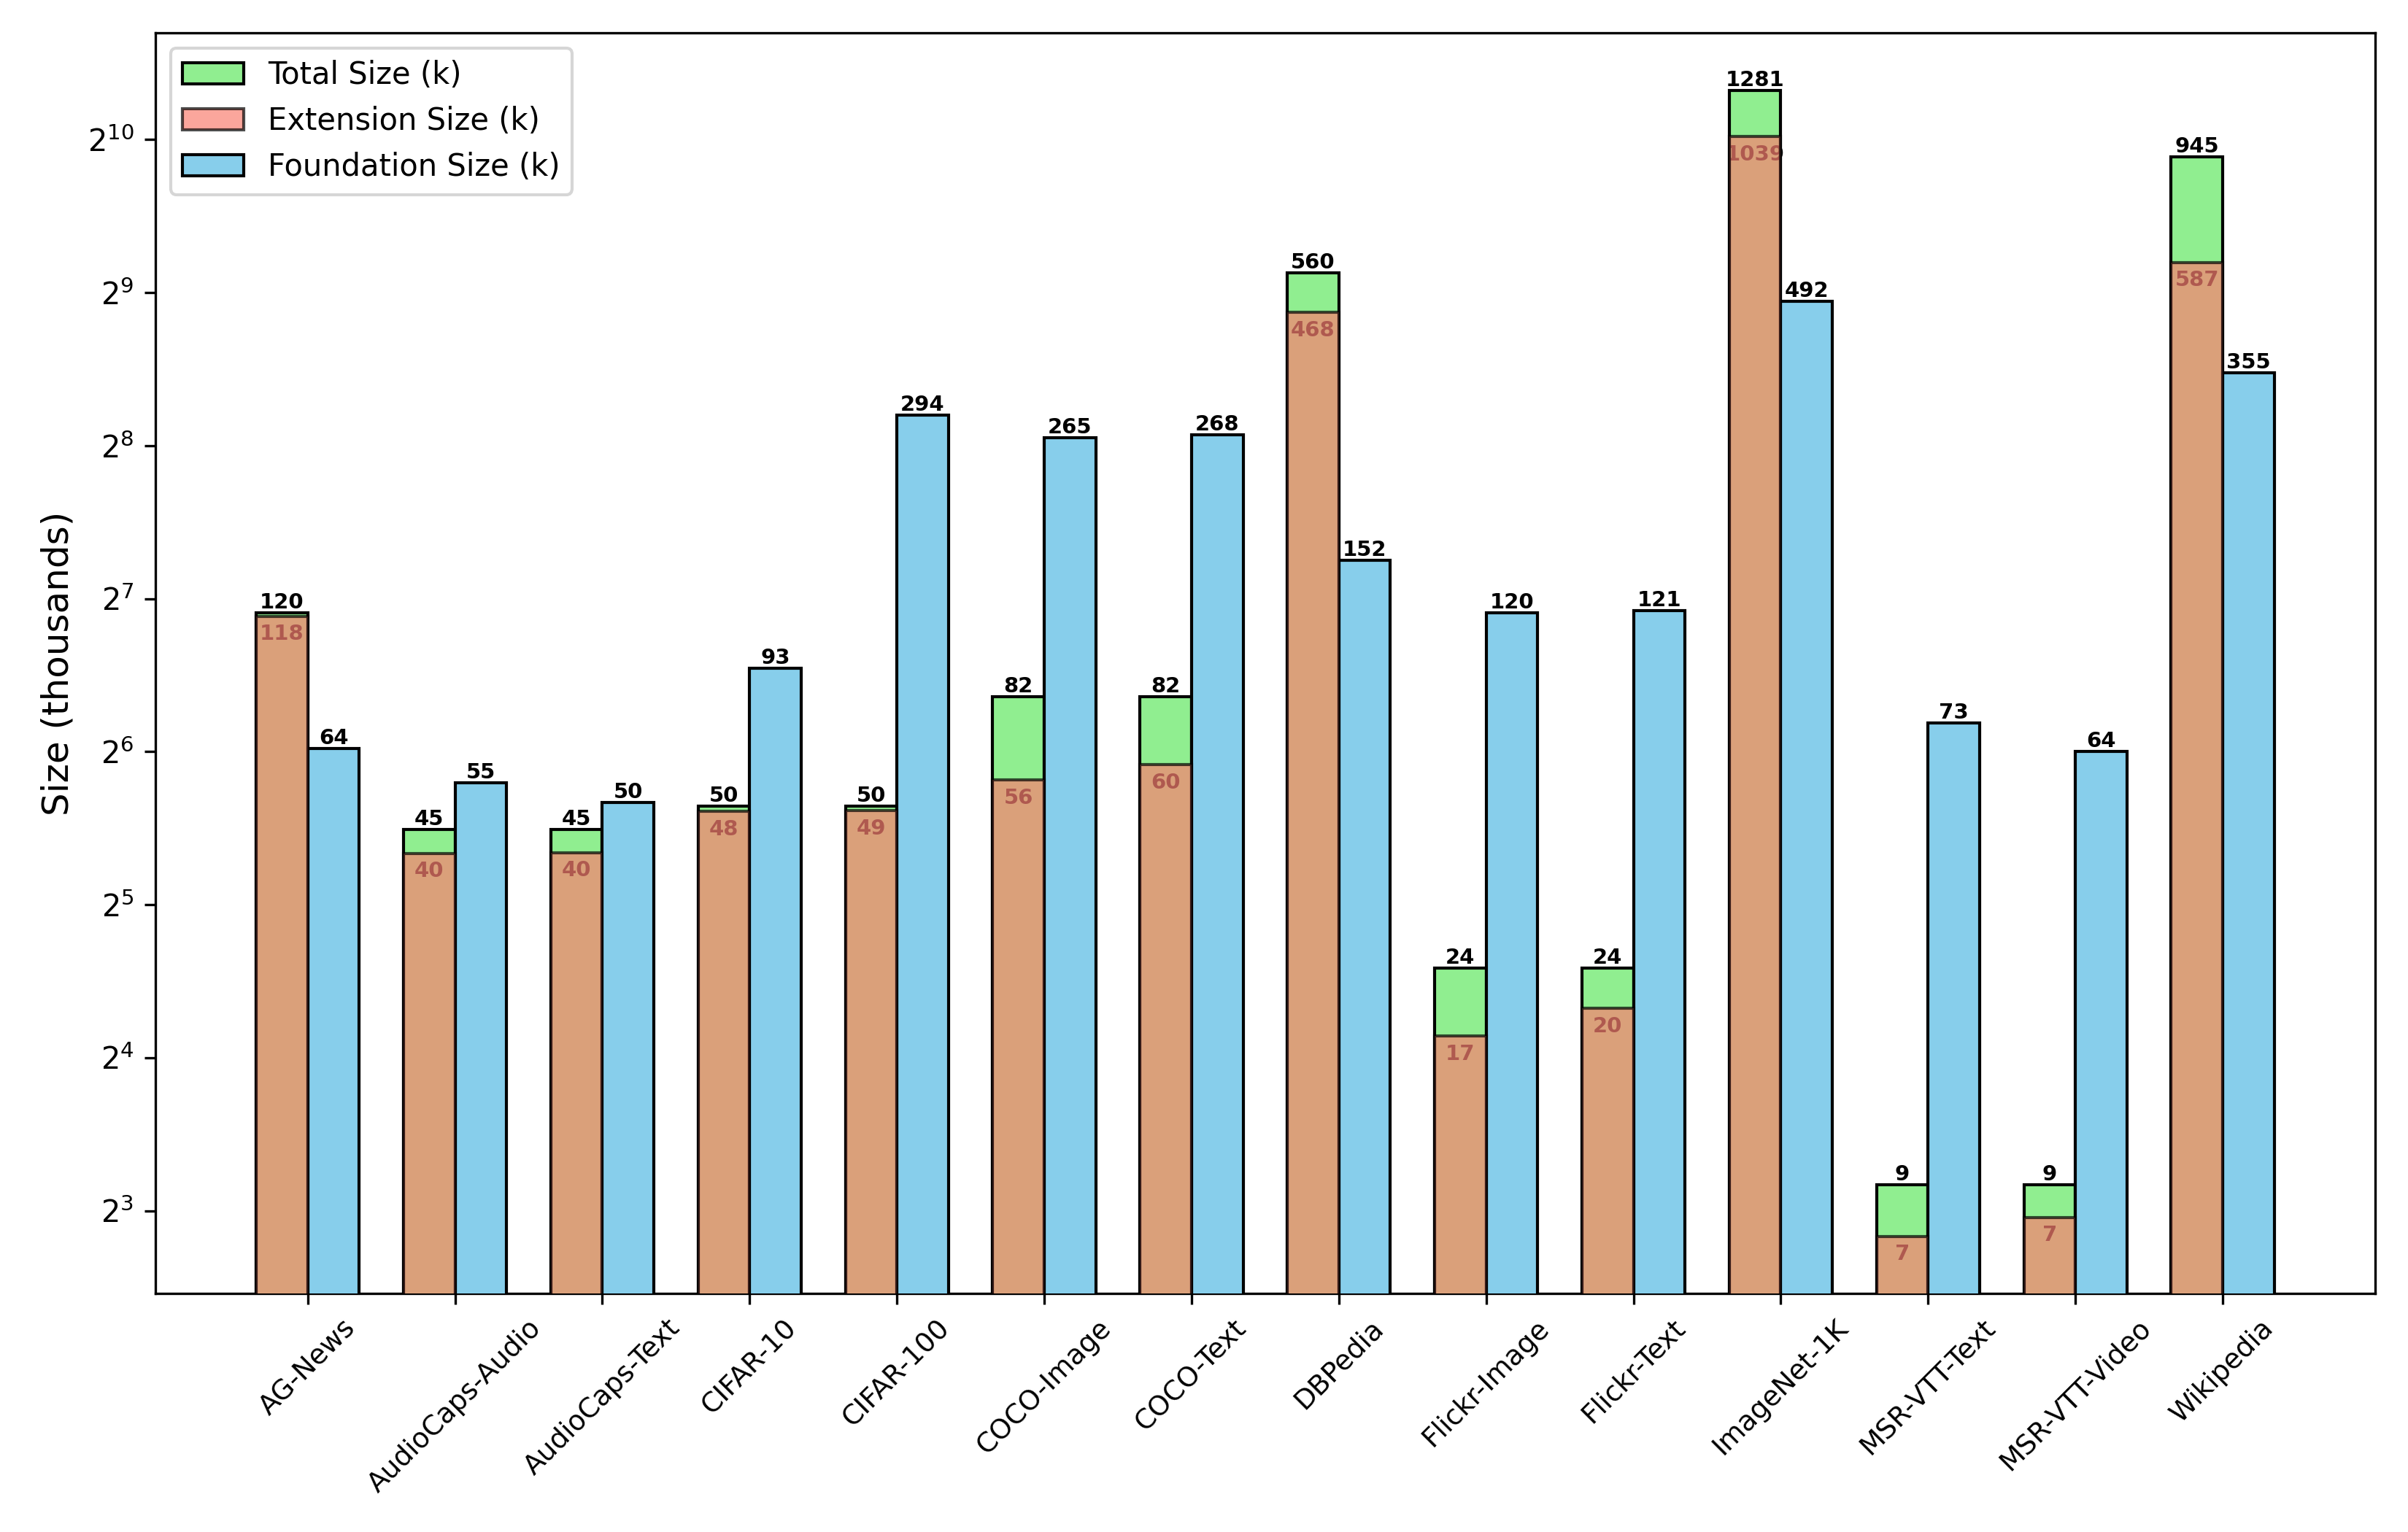 Total Size (k)
Extension Size (k)
Foundation Size (k)
Size (thousands)
2^10
2^9
2^8
2^7
2^6
2^5
2^4
2^3
120
118
64
45
40
55
45
40
50
50
48
93
50
49
294
82
56
265
82
60
268
560
468
152
24
17
120
24
20
121
1281
1039
492
9
7
73
9
7
64
945
587
355
AG-News
AudioCaps-Audio
AudioCaps-Text
CIFAR-10
CIFAR-100
COCO-Image
COCO-Text
DBPedia
Flickr-Image
Flickr-Text
ImageNet-1K
MSR-VTT-Text
MSR-VTT-Video
Wikipedia